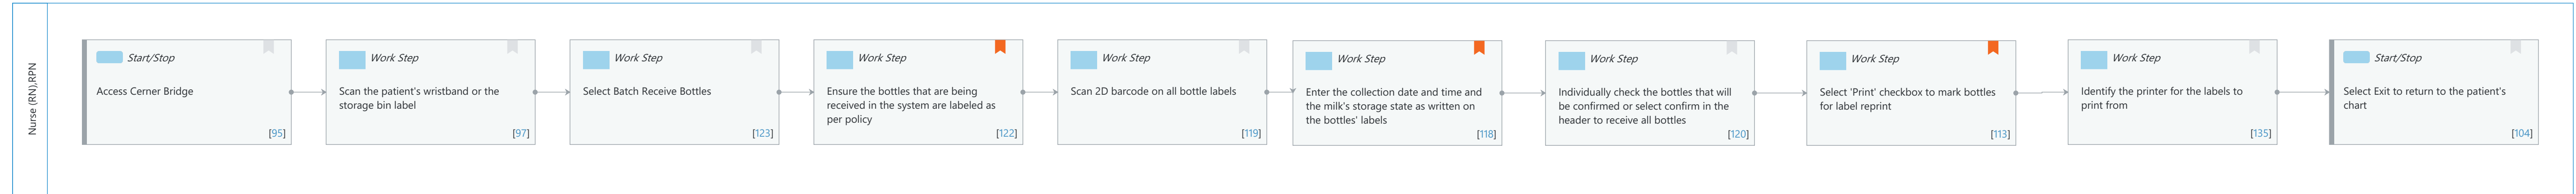 Nurse (RN),RPN
Start/Stop
Access Cerner Bridge
[95]
Work Step
Scan the patient's wristband or the
storage bin label
[97]
Work Step
Select Batch Receive Bottles
[123]
Work Step
Ensure the bottles that are being
received in the system are labeled as
per policy
[122]
Work Step
Scan 2D barcode on all bottle labels
[119]
Work Step
Enter the collection date and time and
the milk's storage state as written on
the bottles' labels
[118]
Work Step
Individually check the bottles that will
be confirmed or select confirm in the
header to receive all bottles
[120]
Work Step
Select 'Print' checkbox to mark bottles
for label reprint
[113]
Work Step
Identify the printer for the labels to
print from
[135]
Start/Stop
Select Exit to return to the patient's
chart
[104]